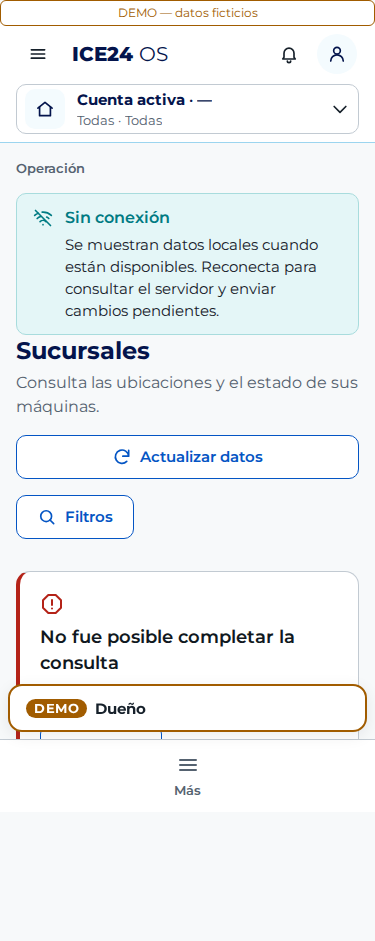 DEMO — datos ficticios
ICE24 OS
Cuenta activa · —
Todas · Todas
Operación
Sin conexión
Se muestran datos locales cuando
están disponibles. Reconecta para
consultar el servidor y enviar
cambios pendientes.
Sucursales
Consulta las ubicaciones y el estado de sus
máquinas.
Actualizar datos
Filtros
No fue posible completar la
consulta
DEMO Dueño
Más